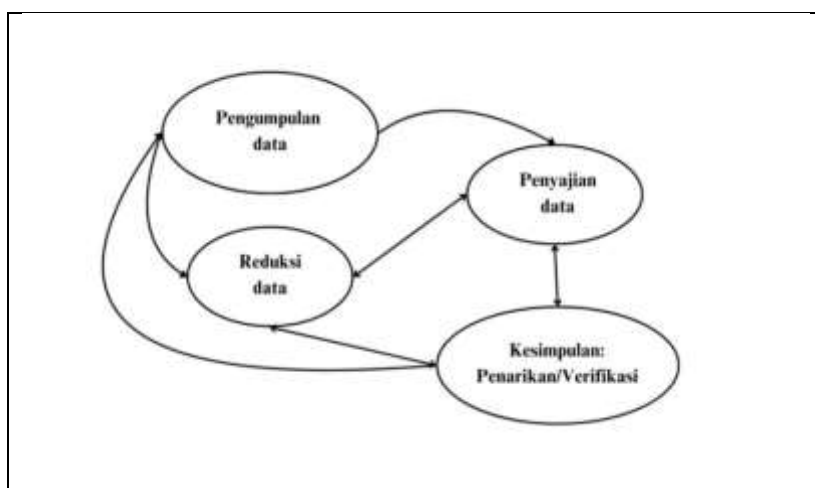 Pengumpulan
data
Penyajian
data
Reduksi
data
Kesimpulan:
Penarikan/Verifikasi